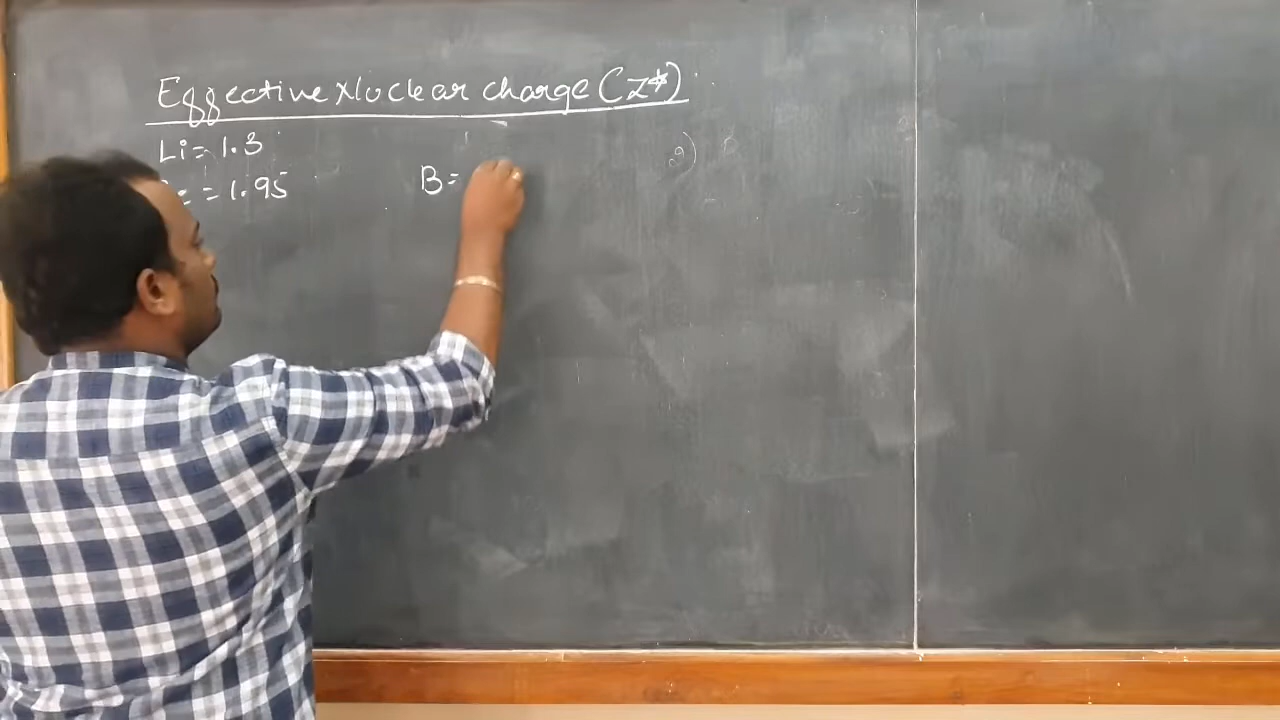 Effective Nuclear charge (Z*)
Li = 1.3
= 1.95
B =